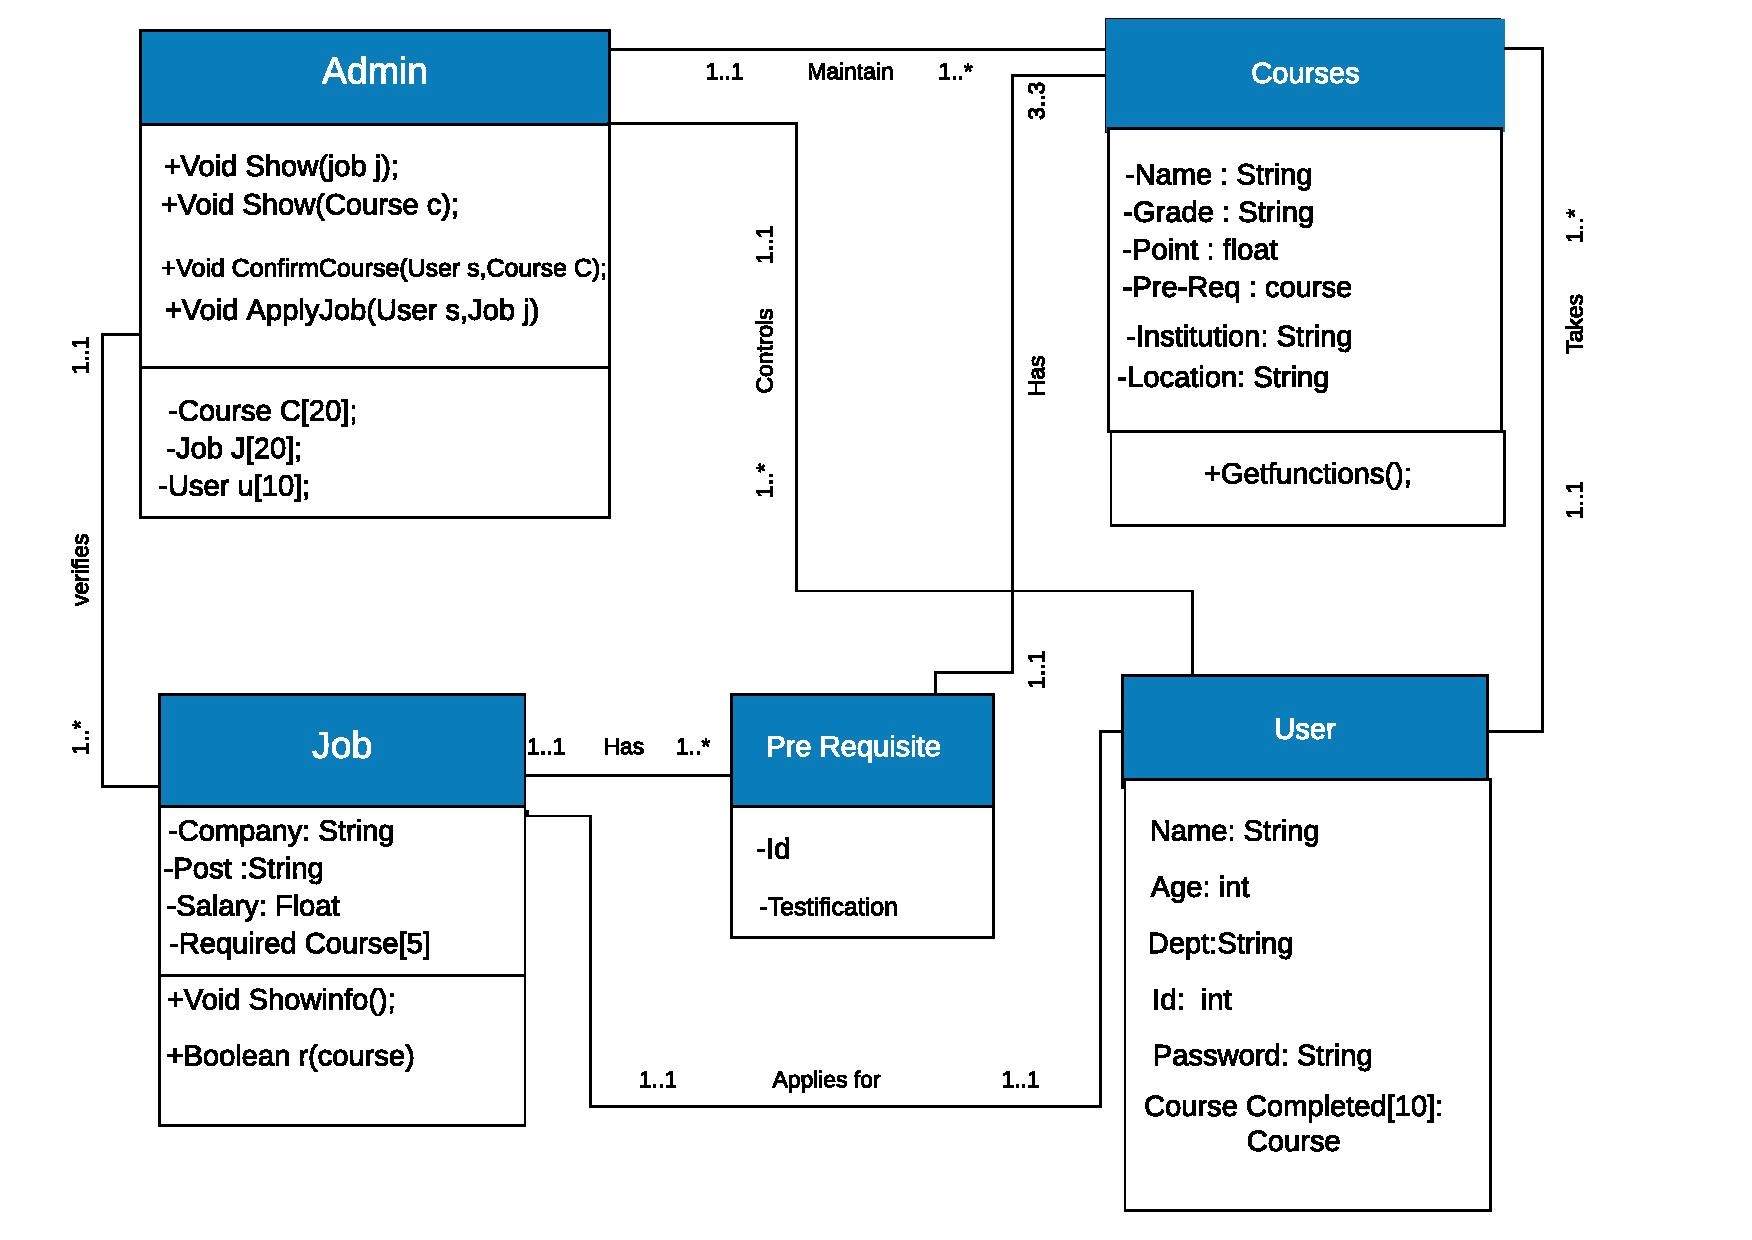 Admin
+Void Show(job j);
+Void Show(Course c);
+Void ConfirmCourse(User s,Course C);
+Void ApplyJob(User s,Job j)
-Course C[20];
-Job J[20];
-User u[10];
1..1 Maintain 1..*
Courses
-Name : String
-Grade : String
-Point : float
-Pre-Req : course
-Institution: String
-Location: String
+Getfunctions();
1..1
verifies
1..*
1..1
Controls
1..*
3..3
Has
1..1
1..*
Takes
1..1
Job
-Company: String
-Post :String
-Salary: Float
-Required Course[5]
+Void Showinfo();
+Boolean r(course)
1..1 Has 1..*
Pre Requisite
-Id
-Testification
User
Name: String
Age: int
Dept:String
Id: int
Password: String
Course Completed[10]:
Course
1..1 Applies for 1..1